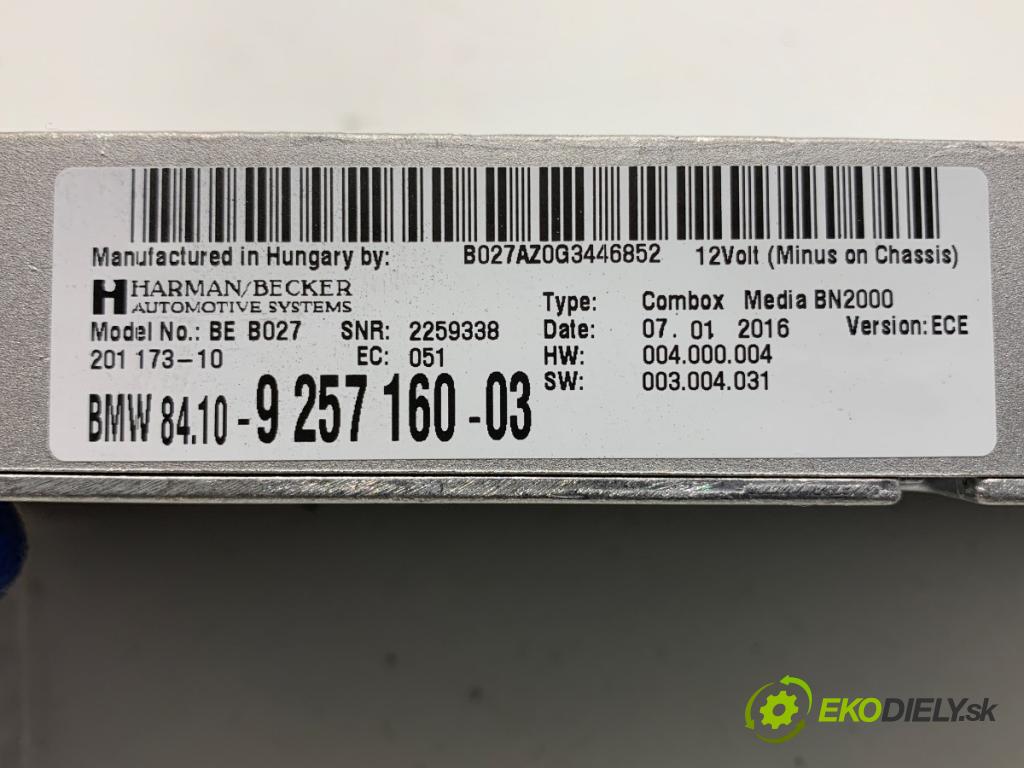 Manufactured in Hungary by: B027AZ0G3446852 12Volt (Minus on Chassis)
HARMAN/BECKER
AUTOMOTIVE SYSTEMS
Type: Combox Media BN2000
Model No.: BE B027 SNR: 2259338 Date: 07. 01 2016 Version: ECE
201 173-10 EC: 051 HW: 004.000.004
SW: 003.004.031
BMW 84.10 - 9 257 160 - 03
EKODIELY.sk